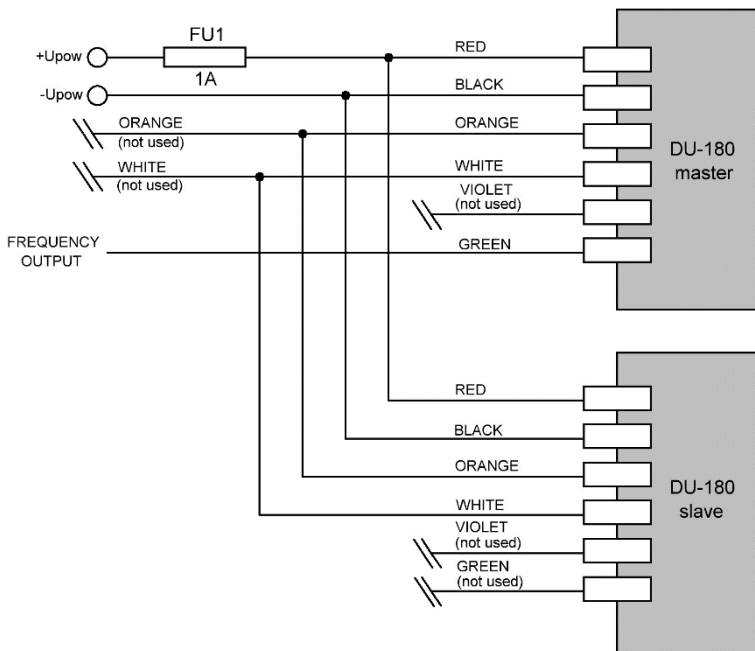 FU1
+Upow
RED
1A
-Upow
BLACK
ORANGE
(not used)
ORANGE
WHITE
(not used)
WHITE
VIOLET
(not used)
FREQUENCY
OUTPUT
GREEN
DU-180
master
RED
BLACK
ORANGE
WHITE
VIOLET
(not used)
GREEN
(not used)
DU-180
slave